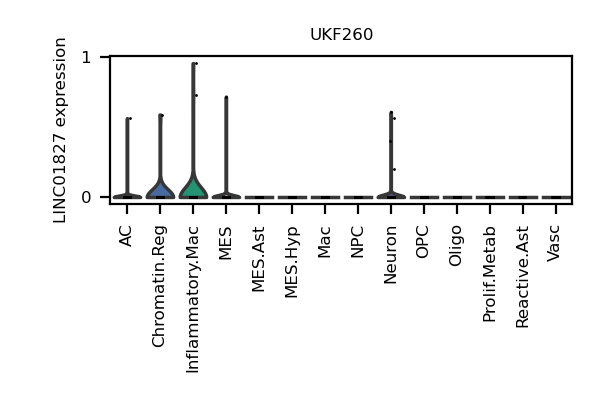 UKF260
LINC01827 expression
1
0
AC
Chromatin.Reg
Inflammatory.Mac
MES
MES.Ast
MES.Hyp
Mac
NPC
Neuron
OPC
Oligo
Prolif.Metab
Reactive.Ast
Vasc